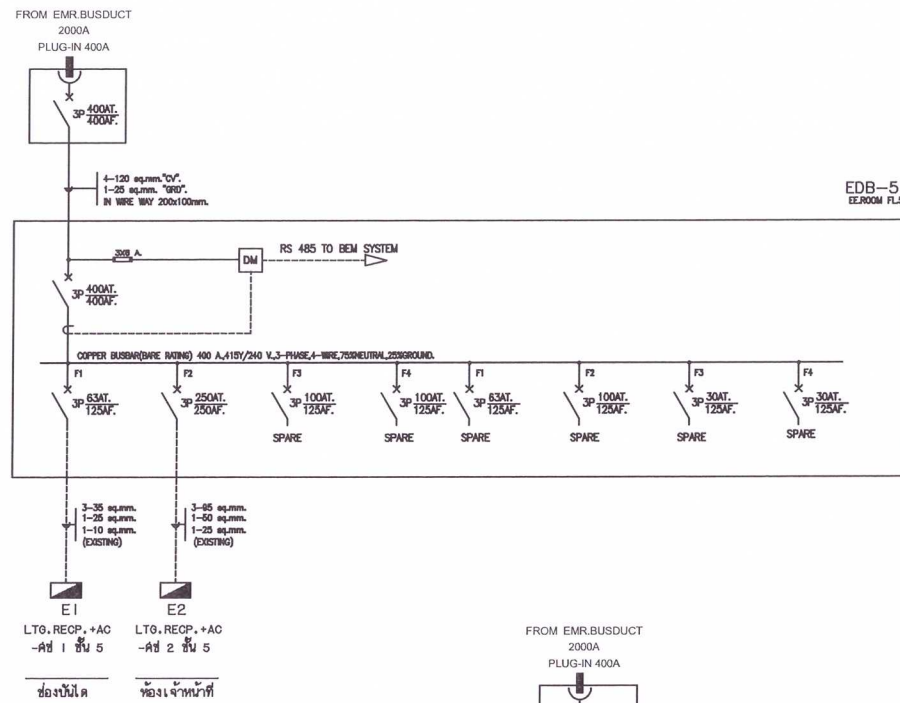 FROM EMR.BUSDUCT
2000A
PLUG-IN 400A
3P 400AT.
400AF.
4-120 sq.mm."CV".
1-25 sq.mm. "GRD".
IN WIRE WAY 200x100mm.
EDB-5
EE.ROOM FL.5
3X6 A.
DM
RS 485 TO BEM SYSTEM
3P 400AT.
400AF.
COPPER BUSBAR(BARE RATING) 400 A.,415Y/240 V.,3-PHASE,4-WIRE,75%NEUTRAL,25%GROUND.
F1 F2 F3 F4 F1 F2 F3 F4
3P 63AT. 3P 250AT. 3P 100AT. 3P 100AT. 3P 63AT. 3P 100AT. 3P 30AT. 3P 30AT.
125AF. 250AF. 125AF. 125AF. 125AF. 125AF. 125AF. 125AF.
SPARE SPARE SPARE SPARE SPARE SPARE
3-35 sq.mm.
1-25 sq.mm.
1-10 sq.mm.
(EXISTING)
3-95 sq.mm.
1-50 sq.mm.
1-25 sq.mm.
(EXISTING)
E1
LTG.RECP.+AC
-ศช 1 ชั้น 5
ช่องบันได
E2
LTG.RECP.+AC
-ศช 2 ชั้น 5
ห้องเจ้าหน้าที่
FROM EMR.BUSDUCT
2000A
PLUG-IN 400A